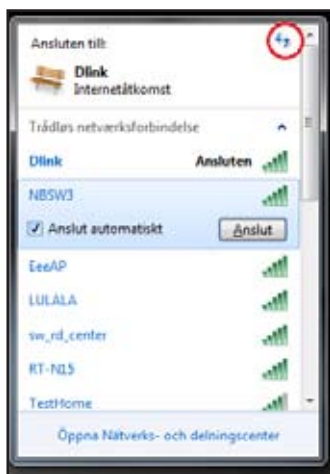 Ansluten till:
Dlink
Internetåtkomst
Trådløs netværksforbindelse
Dlink Ansluten
NBSW3
Anslut automatiskt Anslut
EeeAP
LULALA
sw_rd_center
RT-N15
TestHome
Öppna Nätverks- och delningscenter